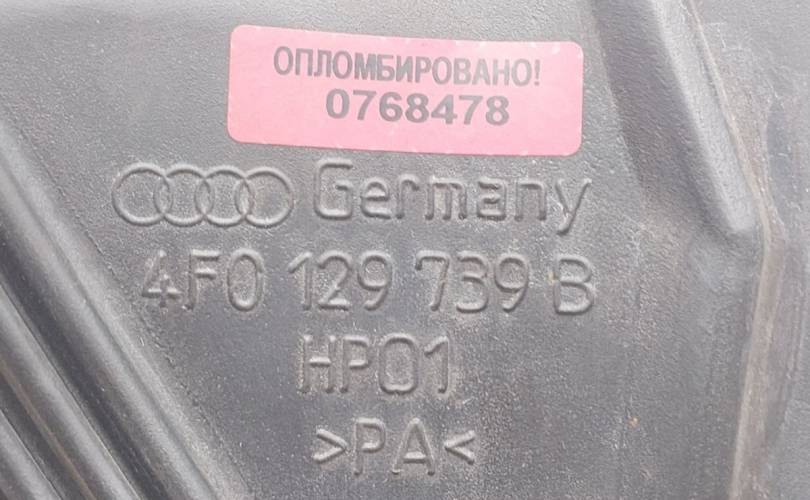 ОПЛОМБИРОВАНО!
0768478
Germany
4F0 129 739 B
HP01
>PA<